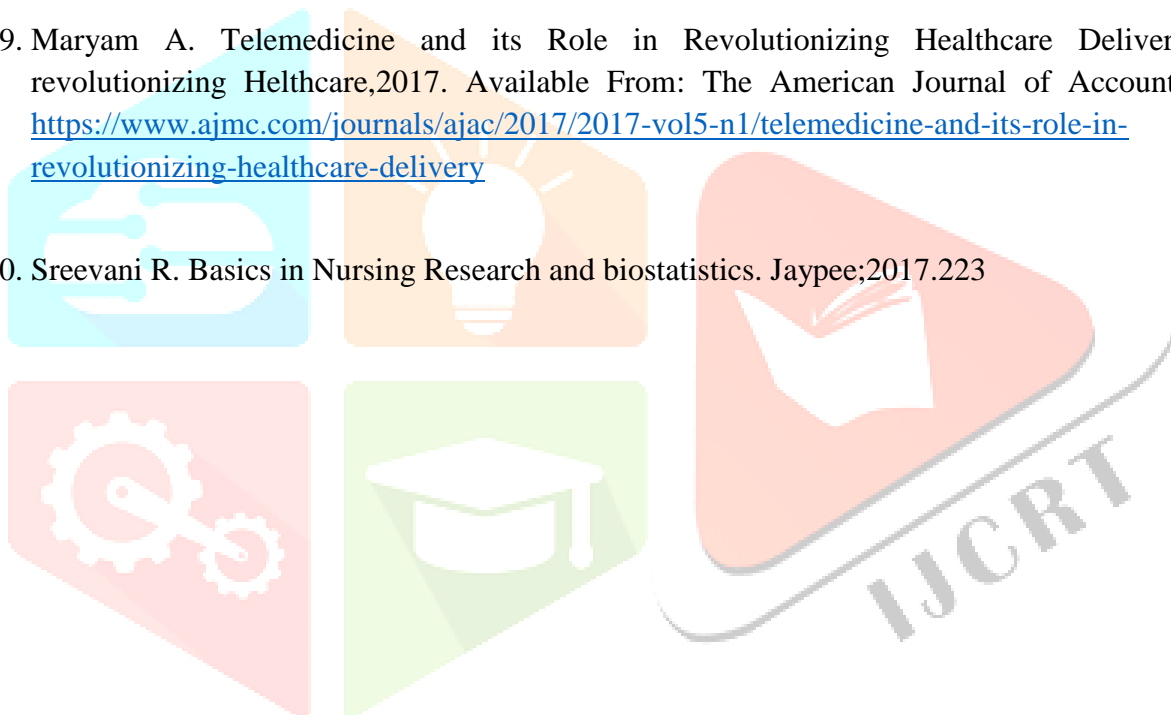 9. Maryam A. Telemedicine and its Role in Revolutionizing Healthcare Deliver
revolutionizing Helthcare,2017. Available From: The American Journal of Account
https://www.ajmc.com/journals/ajac/2017/2017-vol5-n1/telemedicine-and-its-role-in-
revolutionizing-healthcare-delivery
0. Sreevani R. Basics in Nursing Research and biostatistics. Jaypee;2017.223
IJCRT